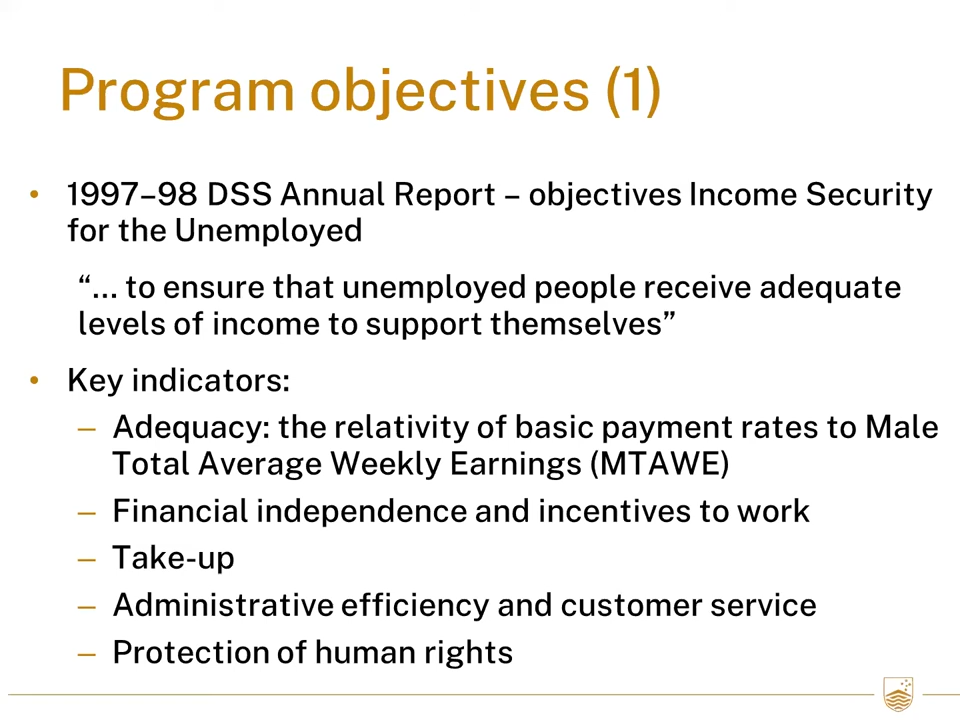 Program objectives (1)
• 1997–98 DSS Annual Report – objectives Income Security
for the Unemployed
“... to ensure that unemployed people receive adequate
levels of income to support themselves”
• Key indicators:
– Adequacy: the relativity of basic payment rates to Male
Total Average Weekly Earnings (MTAWE)
– Financial independence and incentives to work
– Take-up
– Administrative efficiency and customer service
– Protection of human rights